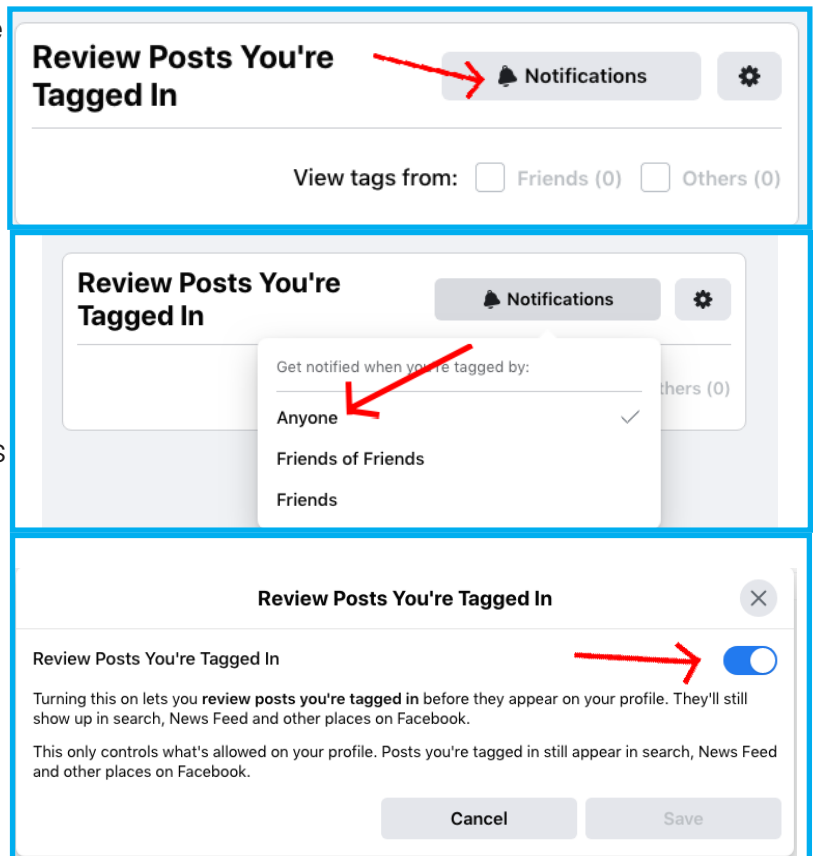 e
Review Posts You're
Tagged In
Notifications
View tags from: Friends (0) Others (0)
Review Posts You're
Tagged In
Notifications
Get notified when you're tagged by:
thers (0)
Anyone
Friends of Friends
Friends
s
Review Posts You're Tagged In
Review Posts You're Tagged In
Turning this on lets you review posts you're tagged in before they appear on your profile. They'll still
show up in search, News Feed and other places on Facebook.
This only controls what's allowed on your profile. Posts you're tagged in still appear in search, News Feed
and other places on Facebook.
Cancel Save